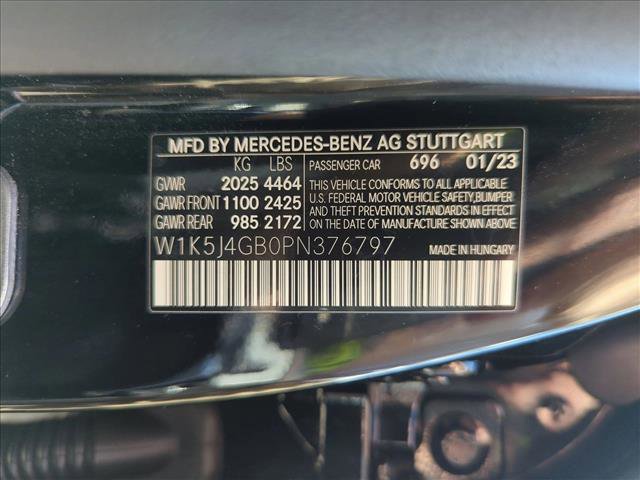 MFD BY MERCEDES-BENZ AG STUTTGART
KG LBS PASSENGER CAR 696 01/23
GVWR 2025 4464 THIS VEHICLE CONFORMS TO ALL APPLICABLE
GAWR FRONT 1100 2425 U.S. FEDERAL MOTOR VEHICLE SAFETY,BUMPER
AND THEFT PREVENTION STANDARDS IN EFFECT
GAWR REAR 985 2172 ON THE DATE OF MANUFACTURE SHOWN ABOVE.
W1K5J4GB0PN376797 MADE IN HUNGARY